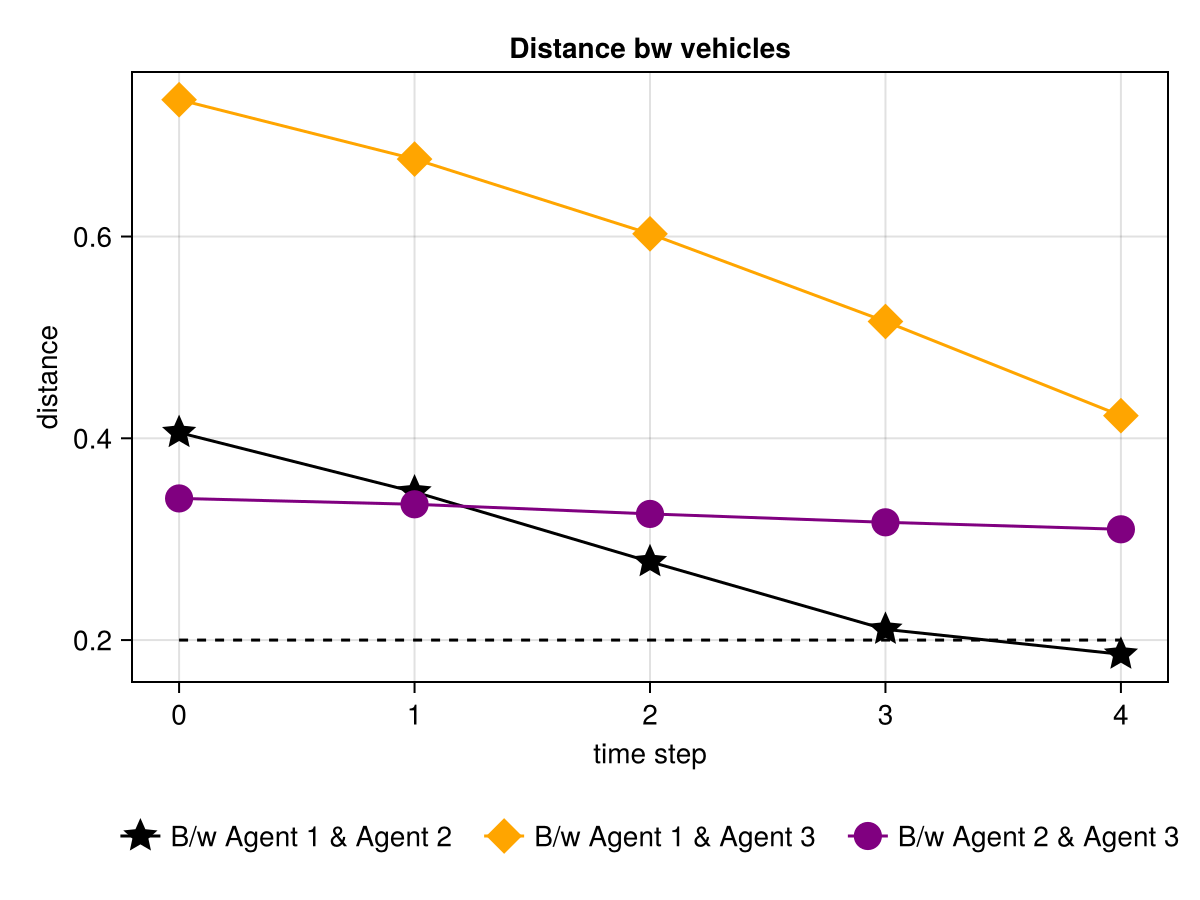 Distance bw vehicles
distance
0.6
0.4
0.2
0 1 2 3 4
time step
B/w Agent 1 & Agent 2 B/w Agent 1 & Agent 3 B/w Agent 2 & Agent 3